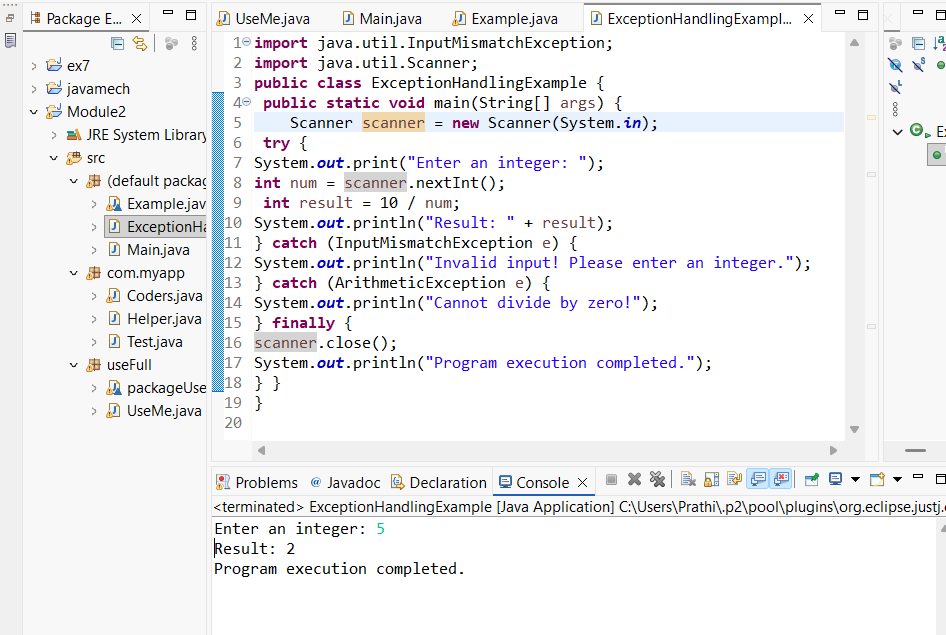 Package E...
ex7
javamech
Module2
JRE System Library
src
(default packag
Example.jav
ExceptionHa
Main.java
com.myapp
Coders.java
Helper.java
Test.java
useFull
packageUse
UseMe.java
UseMe.java Main.java Example.java ExceptionHandlingExampl...
1 import java.util.InputMismatchException;
2 import java.util.Scanner;
3 public class ExceptionHandlingExample {
4 public static void main(String[] args) {
5 Scanner scanner = new Scanner(System.in);
6 try {
7 System.out.print("Enter an integer: ");
8 int num = scanner.nextInt();
9 int result = 10 / num;
10 System.out.println("Result: " + result);
11 } catch (InputMismatchException e) {
12 System.out.println("Invalid input! Please enter an integer.");
13 } catch (ArithmeticException e) {
14 System.out.println("Cannot divide by zero!");
15 } finally {
16 scanner.close();
17 System.out.println("Program execution completed.");
18 } }
19 }
20
Ex
Problems @ Javadoc Declaration Console
<terminated> ExceptionHandlingExample [Java Application] C:\Users\Prathi\.p2\pool\plugins\org.eclipse.justj.
Enter an integer: 5
Result: 2
Program execution completed.